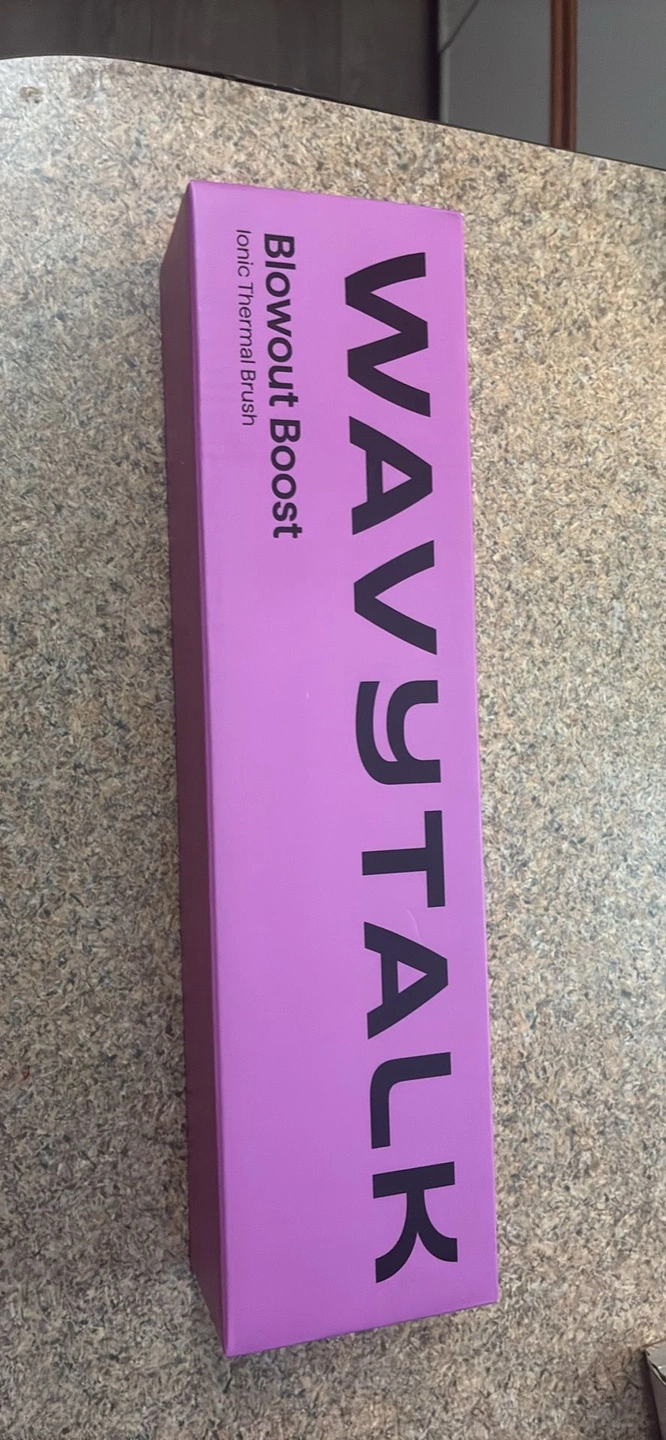 WAVyTALK
Blowout Boost
Ionic Thermal Brush